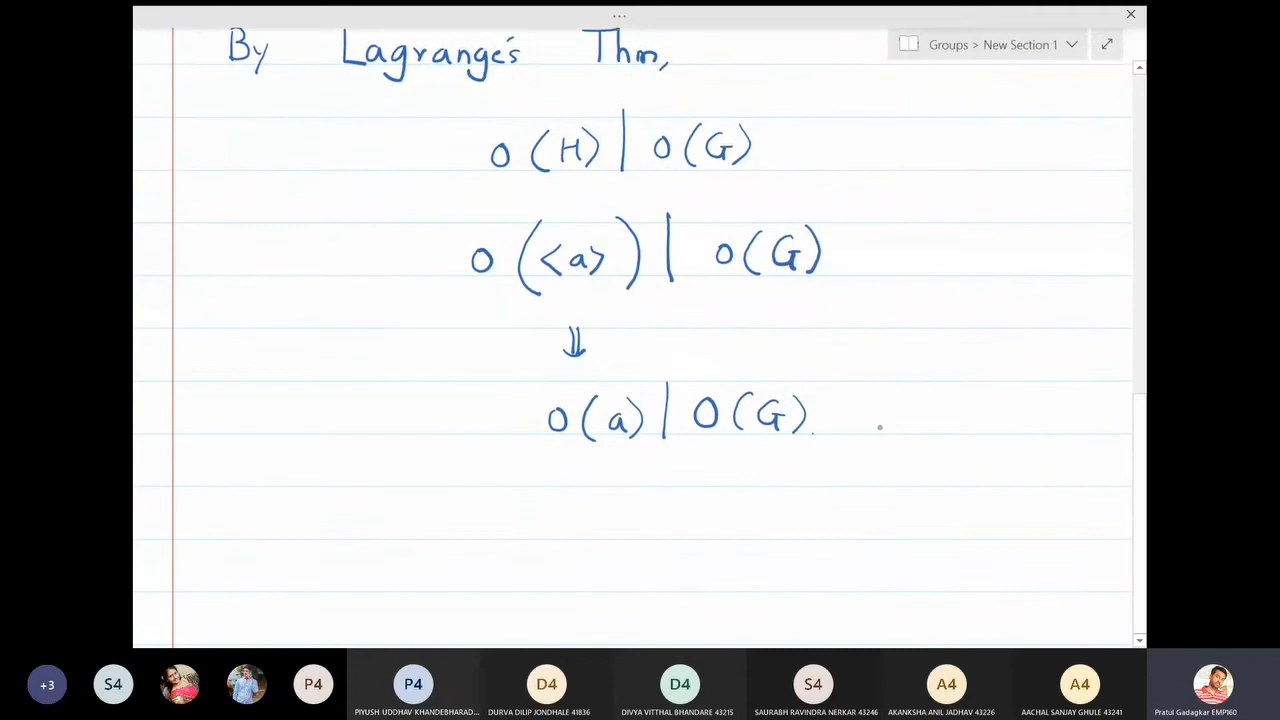 ...
Groups > New Section 1
By Lagrange's Thm,
O (H) | O (G)
O (<a>) | O (G)
⇓
O (a) | O (G).
+3 S4 P4 P4 D4 D4 S4 A4 A4
PIYUSH UDDHAV KHANDEBHARAD... DURVA DILIP JONDHALE 41836 DIVYA VITTHAL BHANDARE 43215 SAURABH RAVINDRA NERKAR 43246 AKANKSHA ANIL JADHAV 43226 AACHAL SANJAY GHULE 43241 Pratul Gadagkar EMP160